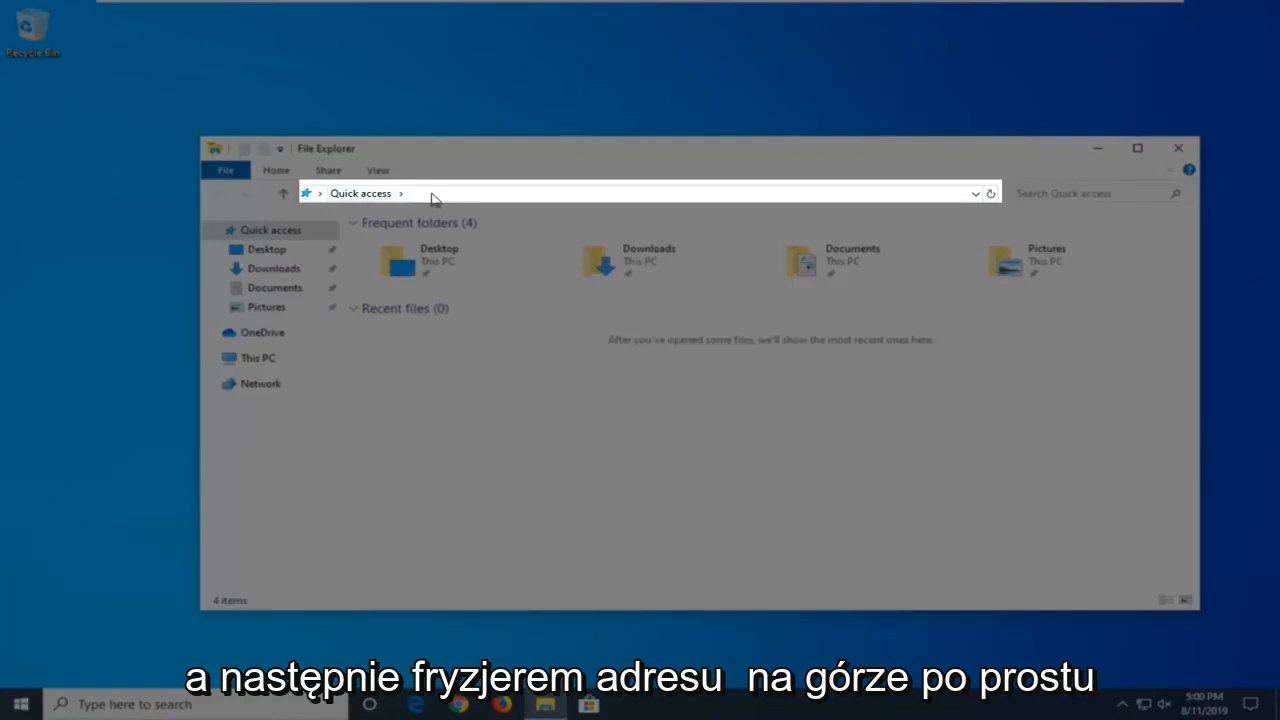 Recycle Bin
File Explorer
File Home Share View
Quick access
Search Quick access
Quick access
Desktop
Downloads
Documents
Pictures
OneDrive
This PC
Network
Frequent folders (4)
Desktop
This PC
Downloads
This PC
Documents
This PC
Pictures
This PC
Recent files (0)
After you've opened some files, we'll show the most recent ones here.
4 items
a następnie fryzjerem adresu na górze po prostu
Type here to search
5:00 PM
8/11/2019